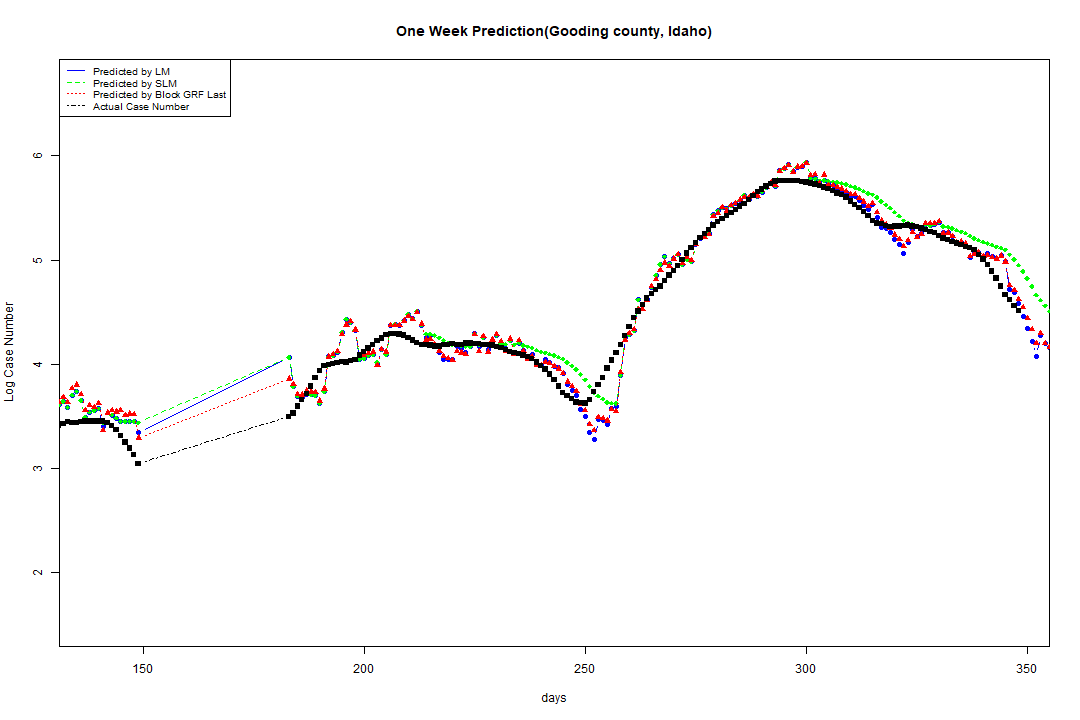 One Week Prediction(Gooding county, Idaho)
Predicted by LM
Predicted by SLM
Predicted by Block GRF Last
Actual Case Number
Log Case Number
6
5
4
3
2
150 200 250 300 350
days